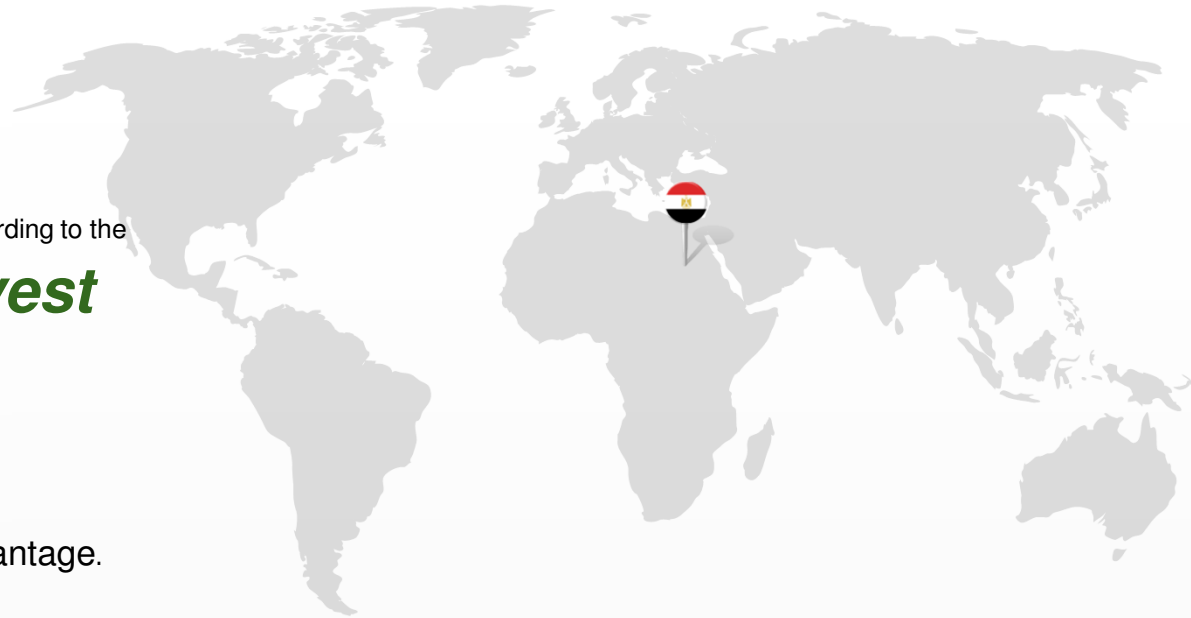 rding to the
vest
antage.